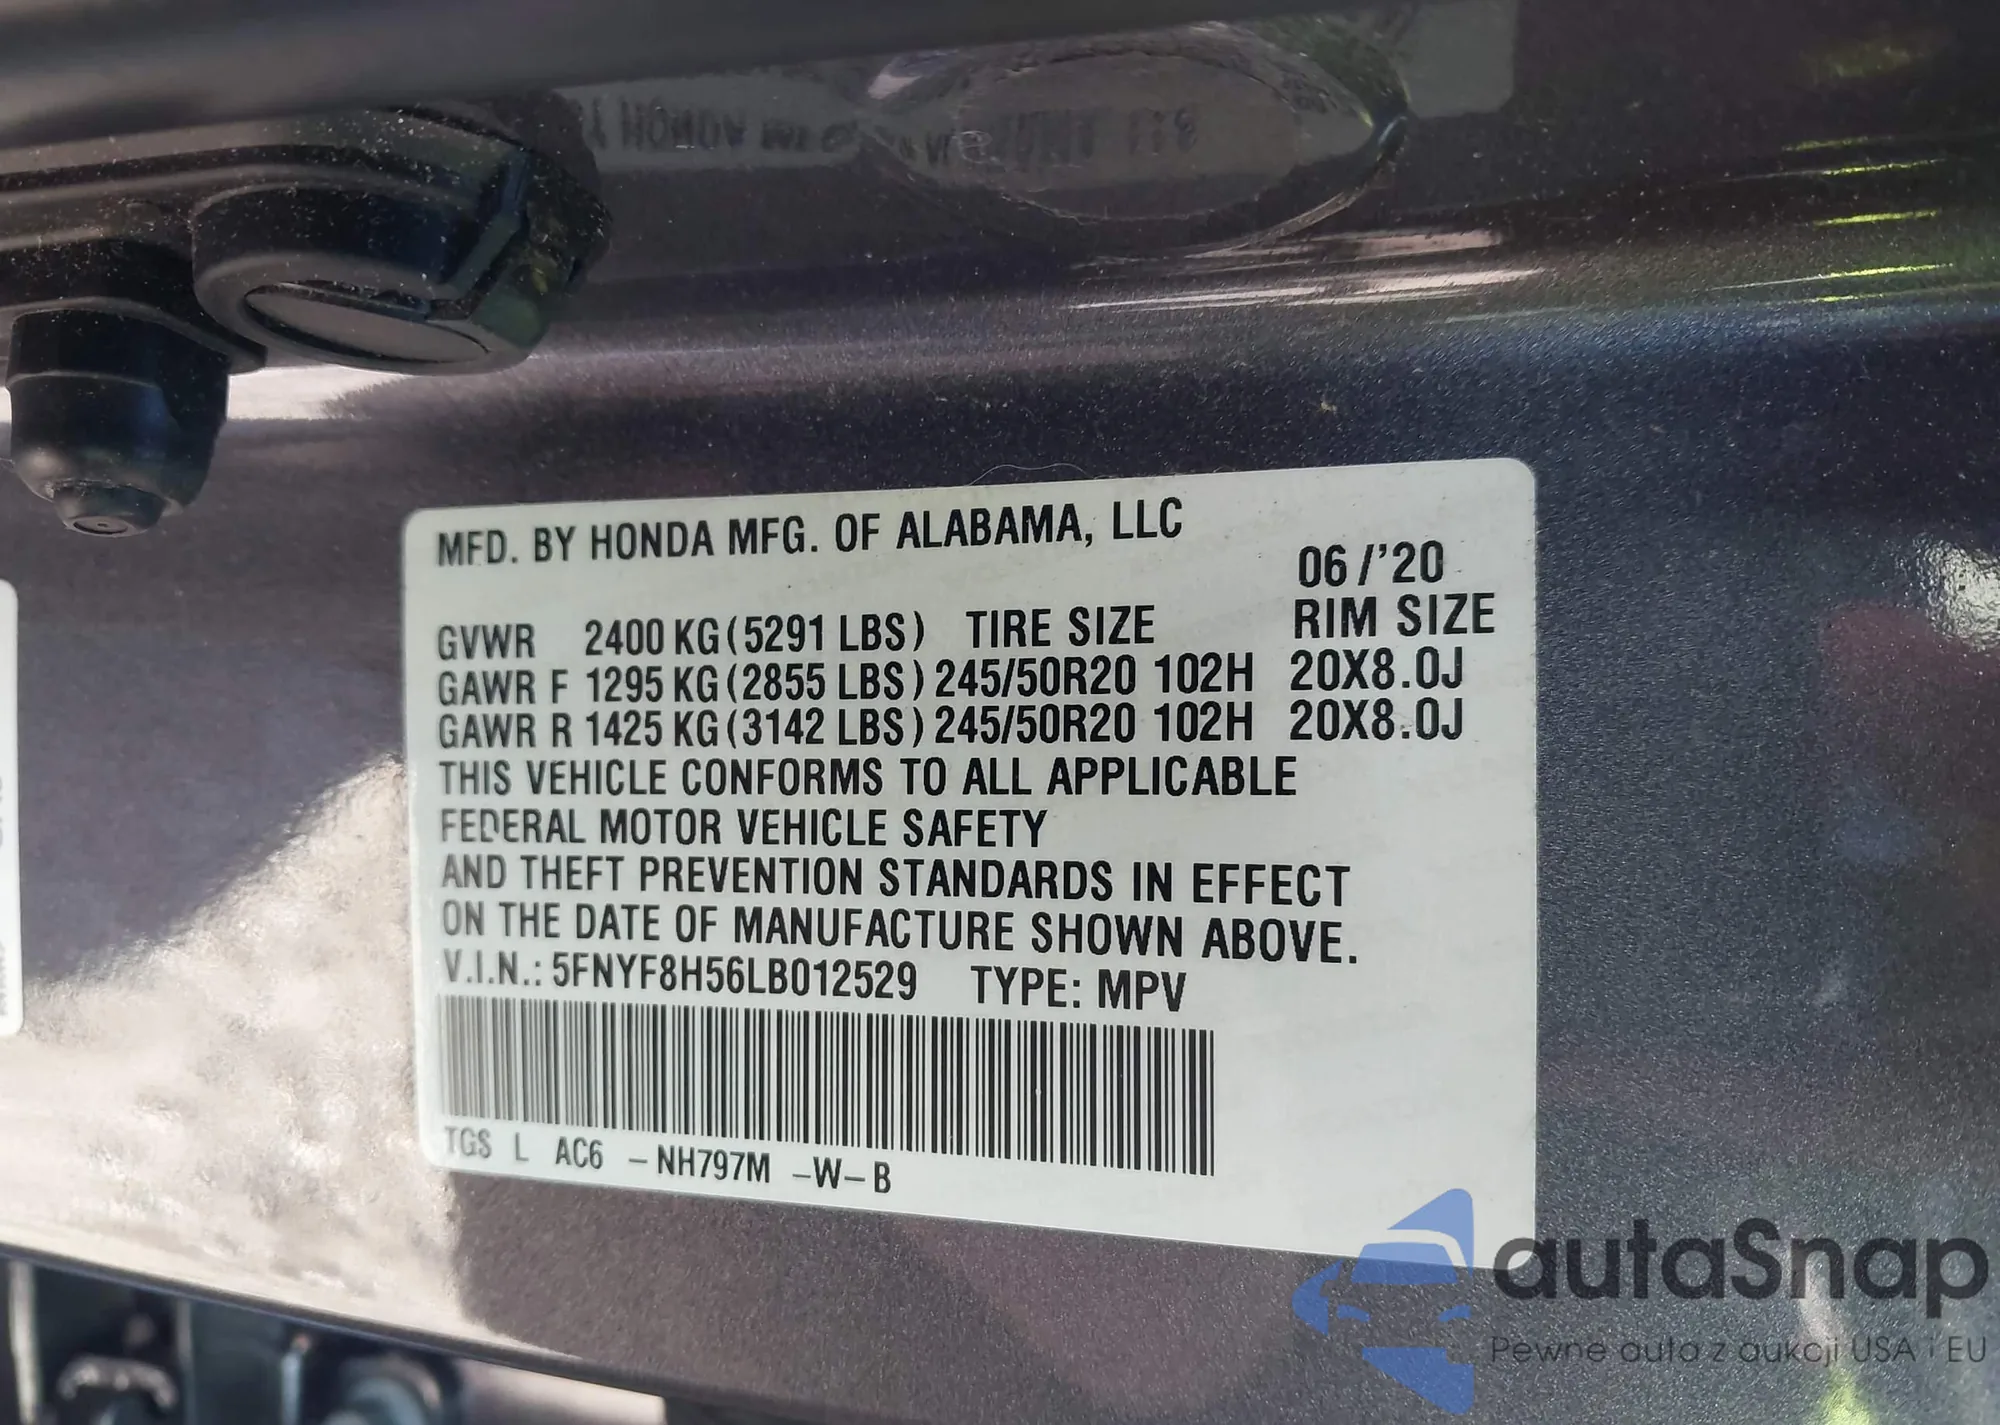 MFD. BY HONDA MFG. OF ALABAMA, LLC
06 /'20
GVWR 2400 KG (5291 LBS) TIRE SIZE RIM SIZE
GAWR F 1295 KG (2855 LBS) 245/50R20 102H 20X8.0J
GAWR R 1425 KG (3142 LBS) 245/50R20 102H 20X8.0J
THIS VEHICLE CONFORMS TO ALL APPLICABLE
FEDERAL MOTOR VEHICLE SAFETY
AND THEFT PREVENTION STANDARDS IN EFFECT
ON THE DATE OF MANUFACTURE SHOWN ABOVE.
V.I.N.: 5FNYF8H56LB012529 TYPE: MPV
TGS L AC6 –NH797M –W–B
autaSnap
Pewne auta z aukcji USA i EU